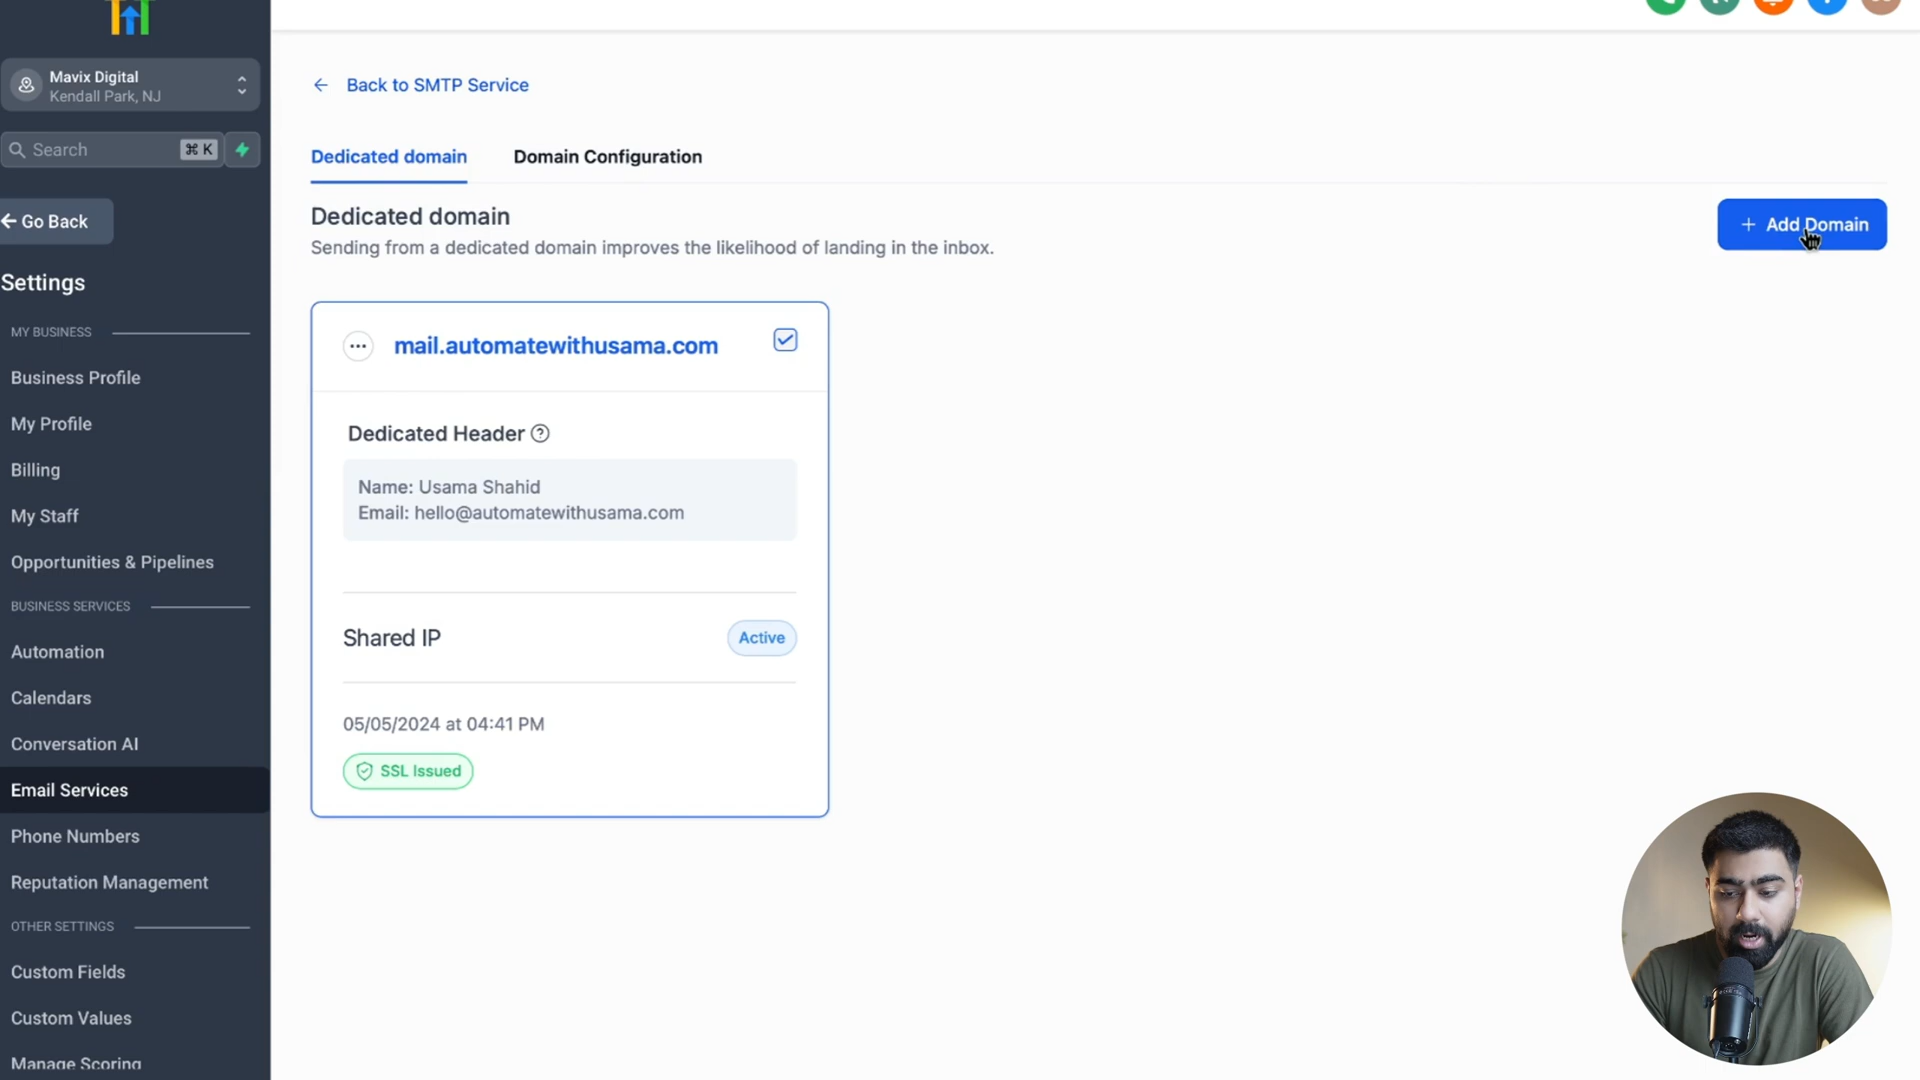 Mavix Digital
Kendall Park, NJ
Search
⌘ K
Go Back
Settings
MY BUSINESS
Business Profile
My Profile
Billing
My Staff
Opportunities & Pipelines
BUSINESS SERVICES
Automation
Calendars
Conversation AI
Email Services
Phone Numbers
Reputation Management
OTHER SETTINGS
Custom Fields
Custom Values
Manage Scoring
Back to SMTP Service
Dedicated domain
Domain Configuration
Dedicated domain
Sending from a dedicated domain improves the likelihood of landing in the inbox.
+ Add Domain
mail.automatewithusama.com
Dedicated Header
Name: Usama Shahid
Email: hello@automatewithusama.com
Shared IP
Active
05/05/2024 at 04:41 PM
SSL Issued